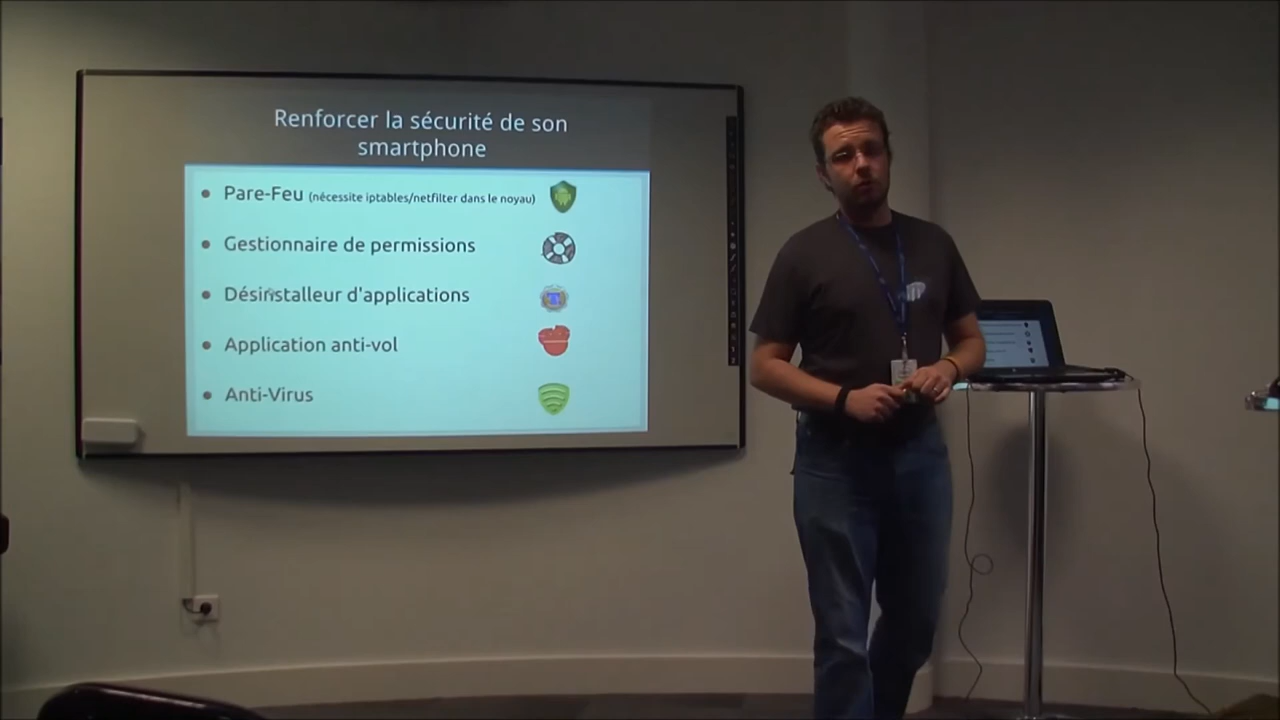 Renforcer la sécurité de son
smartphone
Pare-Feu (nécessite iptables/netfilter dans le noyau)
Gestionnaire de permissions
Désinstalleur d'applications
Application anti-vol
Anti-Virus